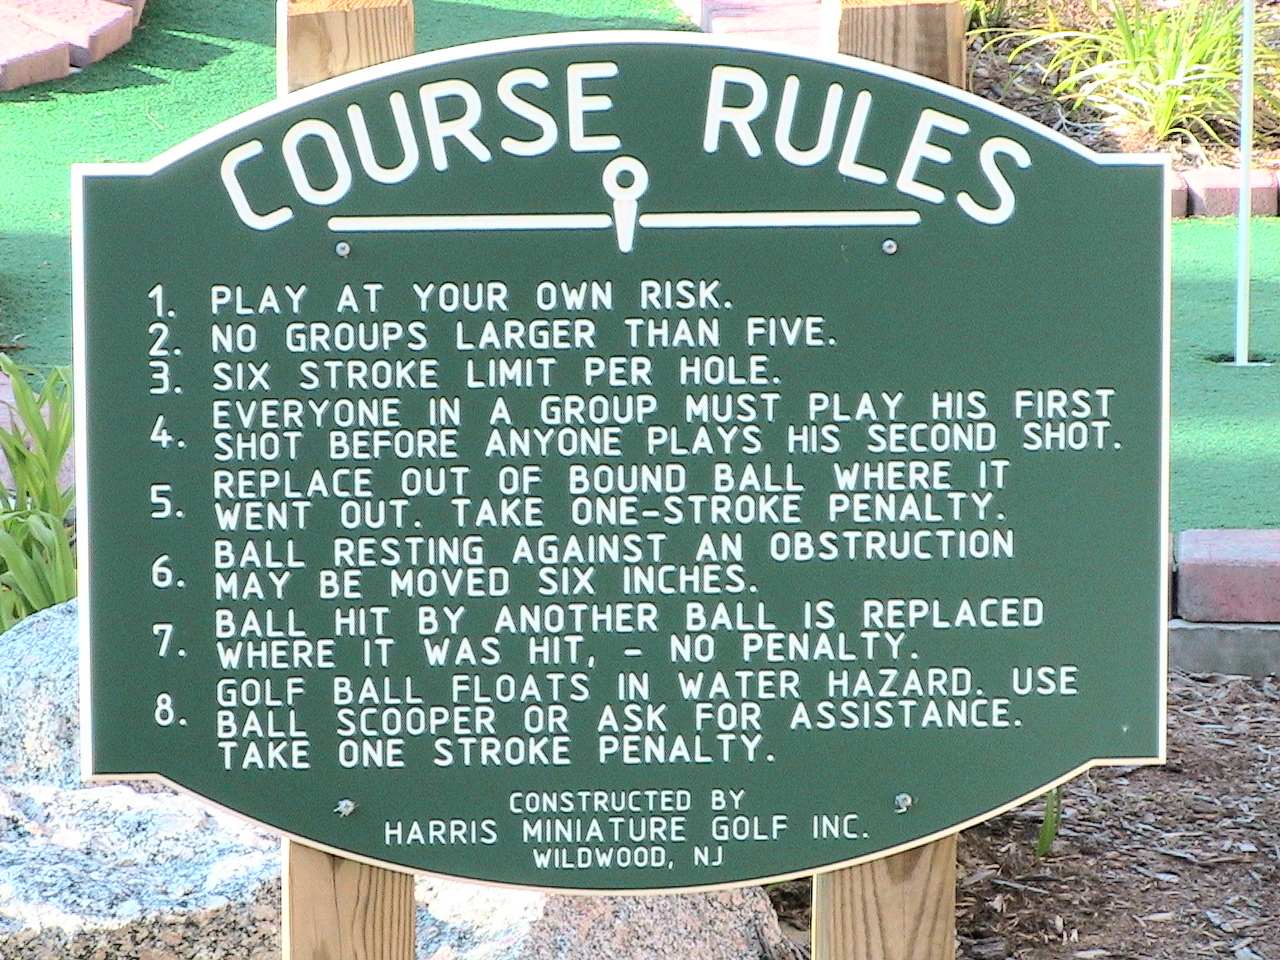 COURSE RULES
1. PLAY AT YOUR OWN RISK.
2. NO GROUPS LARGER THAN FIVE.
3. SIX STROKE LIMIT PER HOLE.
4. EVERYONE IN A GROUP MUST PLAY HIS FIRST
SHOT BEFORE ANYONE PLAYS HIS SECOND SHOT.
5. REPLACE OUT OF BOUND BALL WHERE IT
WENT OUT. TAKE ONE-STROKE PENALTY.
6. BALL RESTING AGAINST AN OBSTRUCTION
MAY BE MOVED SIX INCHES.
7. BALL HIT BY ANOTHER BALL IS REPLACED
WHERE IT WAS HIT, - NO PENALTY.
8. GOLF BALL FLOATS IN WATER HAZARD. USE
BALL SCOOPER OR ASK FOR ASSISTANCE.
TAKE ONE STROKE PENALTY.
CONSTRUCTED BY
HARRIS MINIATURE GOLF INC.
WILDWOOD, NJ